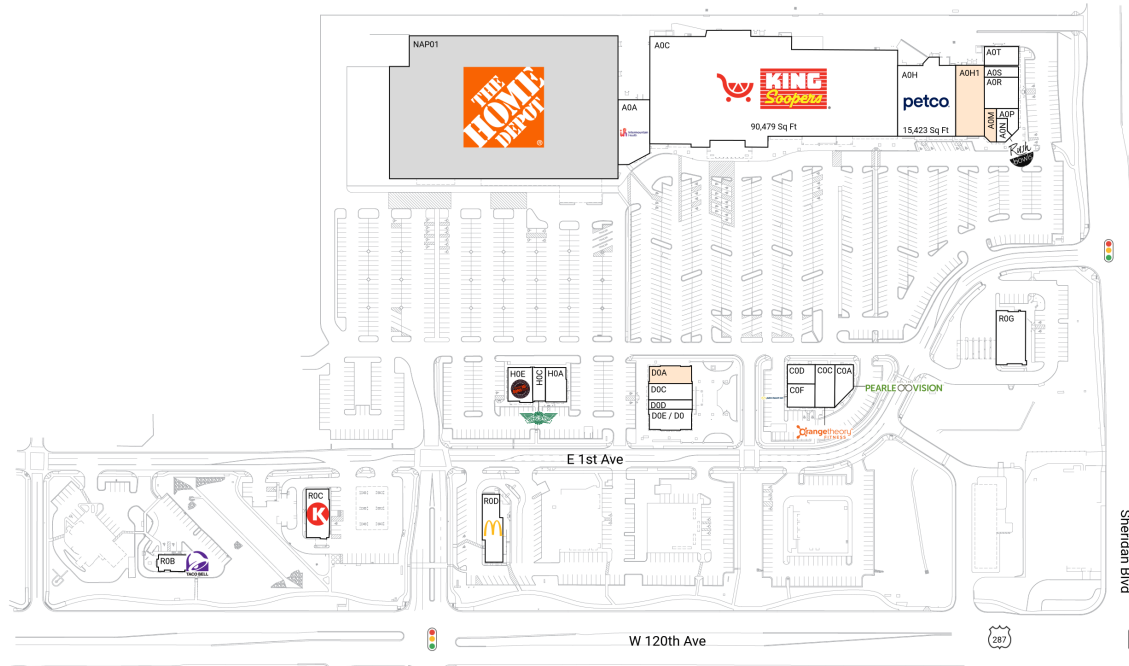 NAP01
THE
HOME
DEPOT
A0A
A0C
KING
Soopers
90,479 Sq Ft
A0H
petco
15,423 Sq Ft
A0H1
A0T
A0S
A0R
A0M
A0N
A0P
Rush
BOWLS
R0G
H0E
H0C
H0A
D0A
D0C
D0D
D0E / D0
C0D
C0C
C0A
C0F
PEARLE VISION
Orangetheory
FITNESS
E 1st Ave
R0B
TACO BELL
R0C
K
R0D
M
W 120th Ave
287
Sheridan Blvd